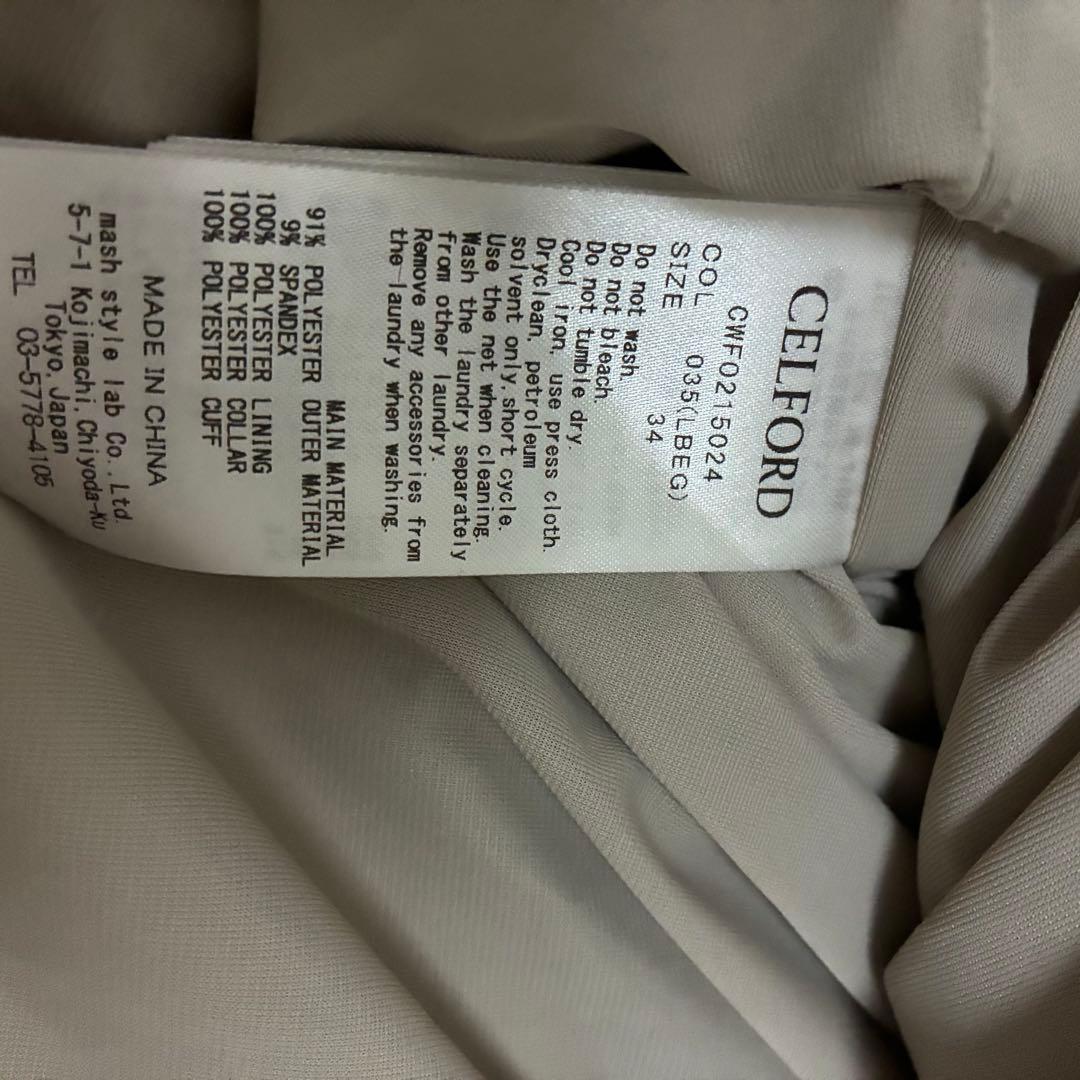 CELFORD
CWF0215024
COL 035(LBEG)
SIZE 34
Do not wash.
Do not bleach.
Do not tumble dry.
Cool iron, use press cloth.
Dryclean, petroleum
solvent only, short cycle.
Use the net when cleaning.
Wash the laundry separately
from other laundry.
Remove any accessories from
the laundry when washing.
MAIN MATERIAL
91% POLYESTER OUTER MATERIAL
9% SPANDEX
100% POLYESTER LINING
100% POLYESTER COLLAR
100% POLYESTER CUFF
MADE IN CHINA
mash style lab Co., Ltd.
5-7-1 Kojimachi, Chiyoda-Ku
Tokyo, Japan
TEL 03-5778-4105